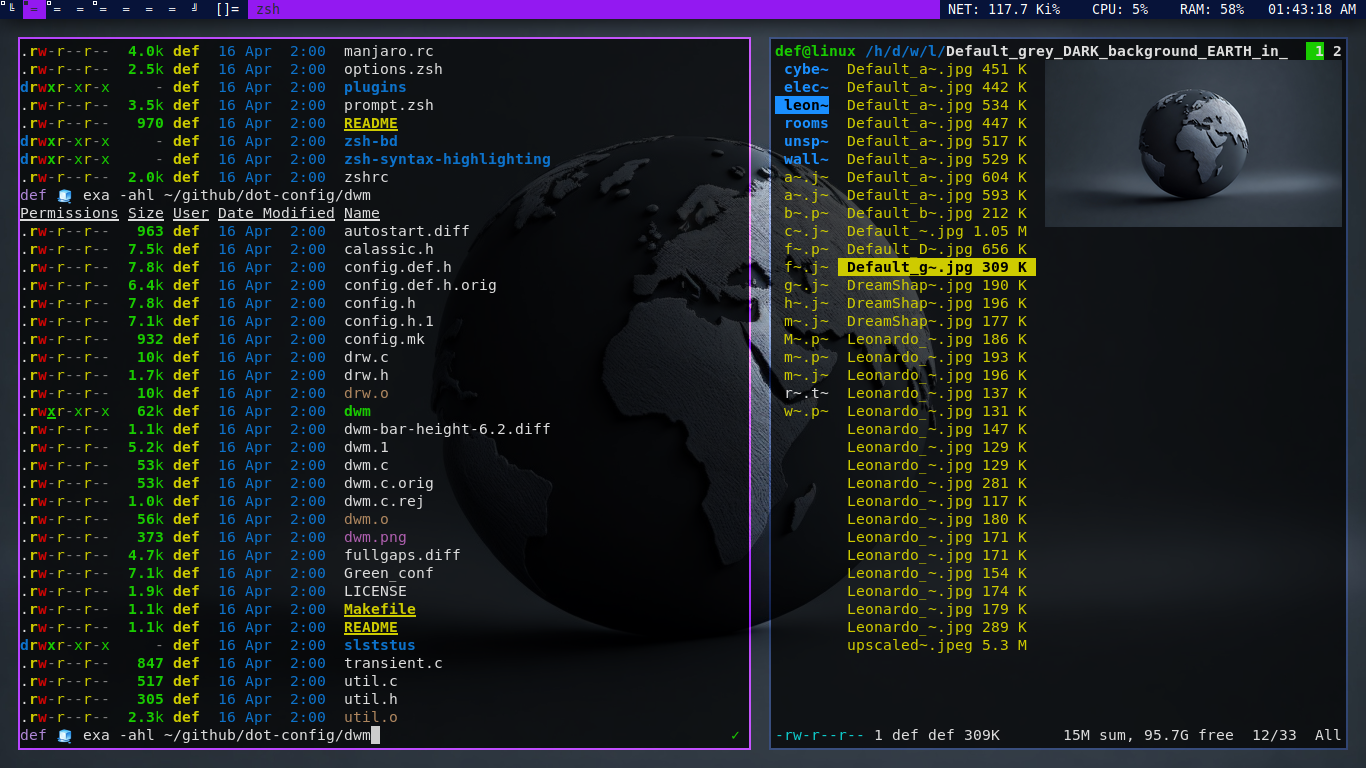 []= zsh NET: 117.7 Ki% CPU: 5% RAM: 58% 01:43:18 AM
.rw-r--r-- 4.0k def 16 Apr 2:00 manjaro.rc
.rw-r--r-- 2.5k def 16 Apr 2:00 options.zsh
drwxr-xr-x - def 16 Apr 2:00 plugins
.rw-r--r-- 3.5k def 16 Apr 2:00 prompt.zsh
.rw-r--r-- 970 def 16 Apr 2:00 README
drwxr-xr-x - def 16 Apr 2:00 zsh-bd
drwxr-xr-x - def 16 Apr 2:00 zsh-syntax-highlighting
.rw-r--r-- 2.0k def 16 Apr 2:00 zshrc
def exa -ahl ~/github/dot-config/dwm
Permissions Size User Date Modified Name
.rw-r--r-- 963 def 16 Apr 2:00 autostart.diff
.rw-r--r-- 7.5k def 16 Apr 2:00 calassic.h
.rw-r--r-- 7.8k def 16 Apr 2:00 config.def.h
.rw-r--r-- 6.4k def 16 Apr 2:00 config.def.h.orig
.rw-r--r-- 7.8k def 16 Apr 2:00 config.h
.rw-r--r-- 7.1k def 16 Apr 2:00 config.h.1
.rw-r--r-- 932 def 16 Apr 2:00 config.mk
.rw-r--r-- 10k def 16 Apr 2:00 drw.c
.rw-r--r-- 1.7k def 16 Apr 2:00 drw.h
.rw-r--r-- 10k def 16 Apr 2:00 drw.o
.rwxr-xr-x 62k def 16 Apr 2:00 dwm
.rw-r--r-- 1.1k def 16 Apr 2:00 dwm-bar-height-6.2.diff
.rw-r--r-- 5.2k def 16 Apr 2:00 dwm.1
.rw-r--r-- 53k def 16 Apr 2:00 dwm.c
.rw-r--r-- 53k def 16 Apr 2:00 dwm.c.orig
.rw-r--r-- 1.0k def 16 Apr 2:00 dwm.c.rej
.rw-r--r-- 56k def 16 Apr 2:00 dwm.o
.rw-r--r-- 373 def 16 Apr 2:00 dwm.png
.rw-r--r-- 4.7k def 16 Apr 2:00 fullgaps.diff
.rw-r--r-- 7.1k def 16 Apr 2:00 Green_conf
.rw-r--r-- 1.9k def 16 Apr 2:00 LICENSE
.rw-r--r-- 1.1k def 16 Apr 2:00 Makefile
.rw-r--r-- 1.1k def 16 Apr 2:00 README
drwxr-xr-x - def 16 Apr 2:00 slststus
.rw-r--r-- 847 def 16 Apr 2:00 transient.c
.rw-r--r-- 517 def 16 Apr 2:00 util.c
.rw-r--r-- 305 def 16 Apr 2:00 util.h
.rw-r--r-- 2.3k def 16 Apr 2:00 util.o
def exa -ahl ~/github/dot-config/dwm ✓
def@linux /h/d/w/l/Default_grey_DARK_background_EARTH_in_ 1 2
cybe~ Default_a~.jpg 451 K
elec~ Default_a~.jpg 442 K
leon~ Default_a~.jpg 534 K
rooms Default_a~.jpg 447 K
unsp~ Default_a~.jpg 517 K
wall~ Default_a~.jpg 529 K
a~.j~ Default_a~.jpg 604 K
a~.j~ Default_a~.jpg 593 K
b~.p~ Default_b~.jpg 212 K
c~.j~ Default_~.jpg 1.05 M
f~.p~ Default_D~.jpg 656 K
f~.j~ Default_g~.jpg 309 K
g~.j~ DreamShap~.jpg 190 K
h~.j~ DreamShap~.jpg 196 K
m~.j~ DreamShap~.jpg 177 K
M~.p~ Leonardo_~.jpg 186 K
m~.p~ Leonardo_~.jpg 193 K
m~.j~ Leonardo_~.jpg 196 K
r~.t~ Leonardo_~.jpg 137 K
w~.p~ Leonardo_~.jpg 131 K
Leonardo_~.jpg 147 K
Leonardo_~.jpg 129 K
Leonardo_~.jpg 129 K
Leonardo_~.jpg 281 K
Leonardo_~.jpg 117 K
Leonardo_~.jpg 180 K
Leonardo_~.jpg 171 K
Leonardo_~.jpg 171 K
Leonardo_~.jpg 154 K
Leonardo_~.jpg 174 K
Leonardo_~.jpg 179 K
Leonardo_~.jpg 289 K
upscaled~.jpeg 5.3 M
-rw-r--r-- 1 def def 309K 15M sum, 95.7G free 12/33 All